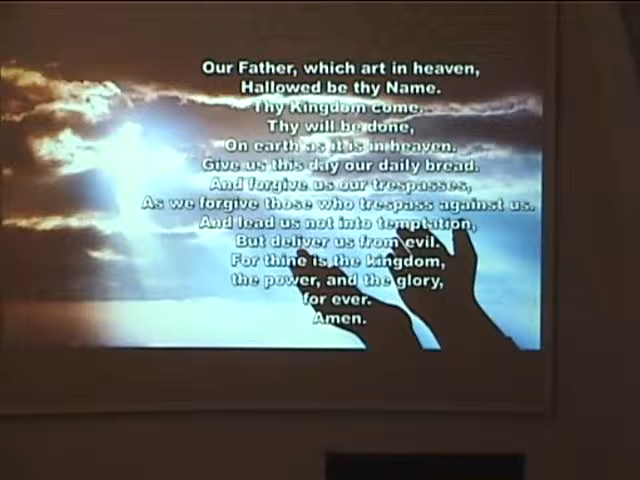 Our Father, which art in heaven,
Hallowed be thy Name.
Thy Kingdom come.
Thy will be done,
On earth as it is in heaven.
Give us this day our daily bread.
And forgive us our trespasses,
As we forgive those who trespass against us.
And lead us not into temptation,
But deliver us from evil.
For thine is the kingdom,
the power, and the glory,
for ever.
Amen.